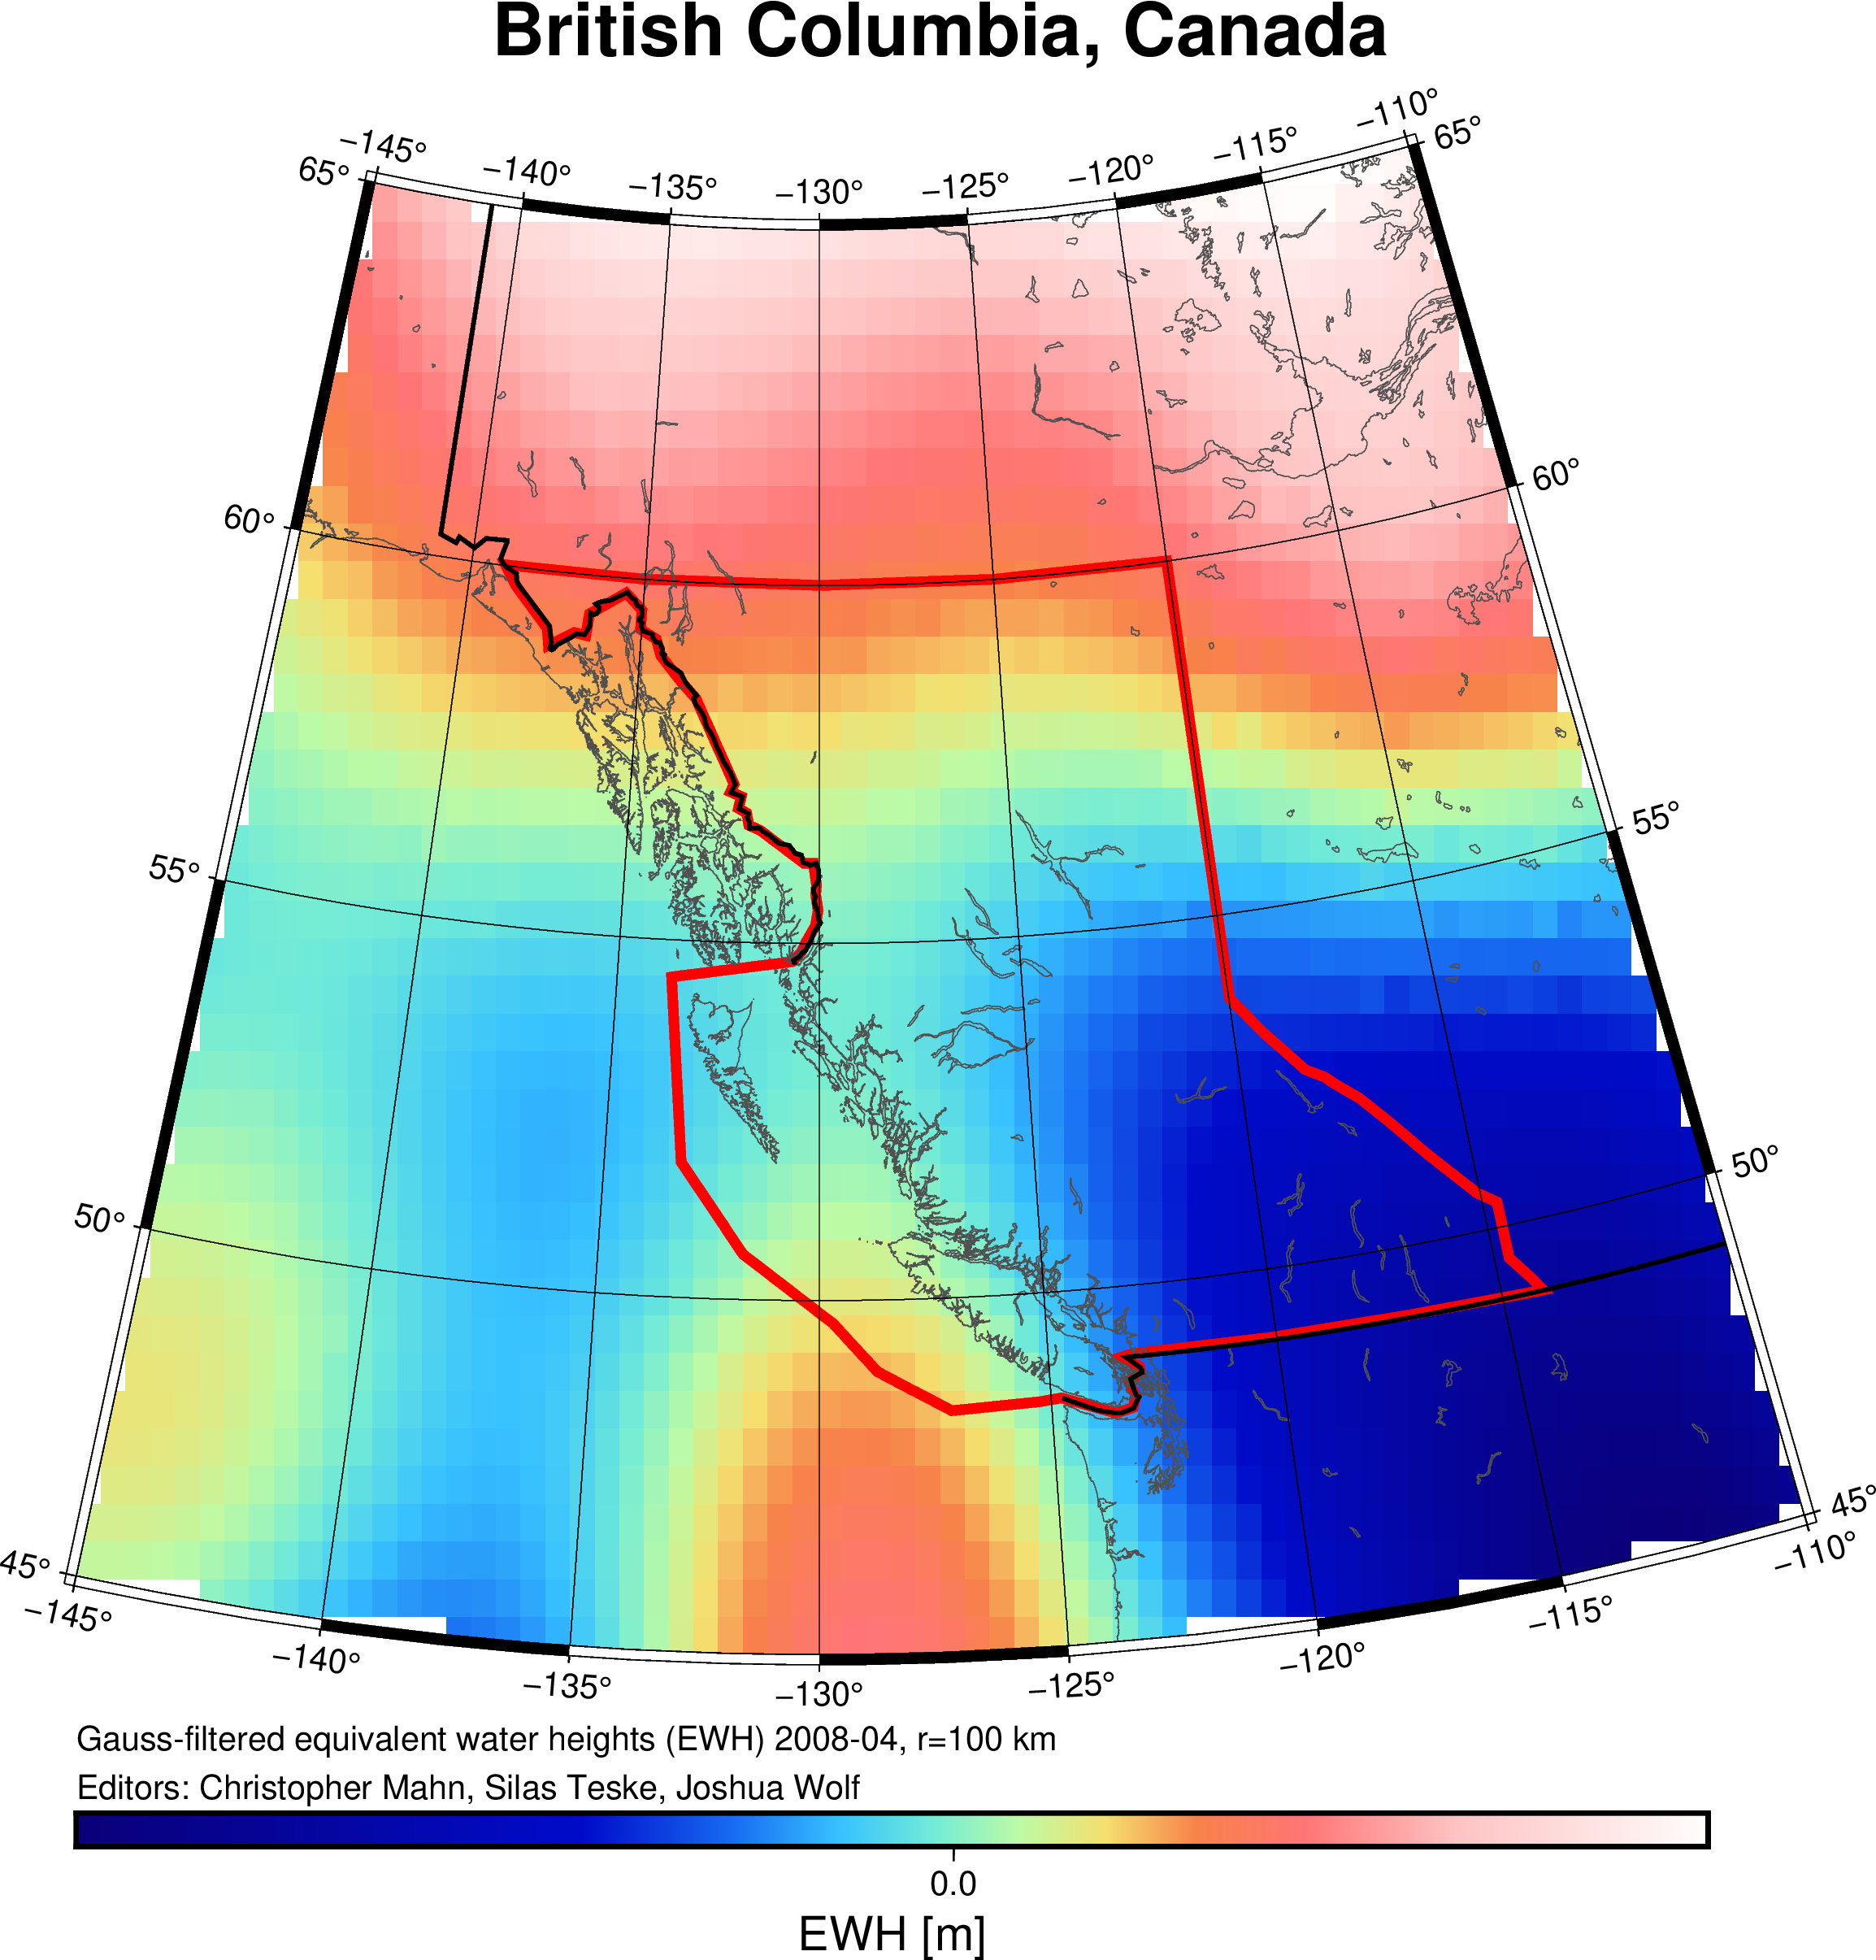 British Columbia, Canada
−145° −140° −135° −130° −125° −120° −115° −110°
65° 65°
60° 60°
55° 55°
50° 50°
45° 45°
−145° −140° −135° −130° −125° −120° −115° −110°
Gauss-filtered equivalent water heights (EWH) 2008-04, r=100 km
Editors: Christopher Mahn, Silas Teske, Joshua Wolf
0.0
EWH [m]